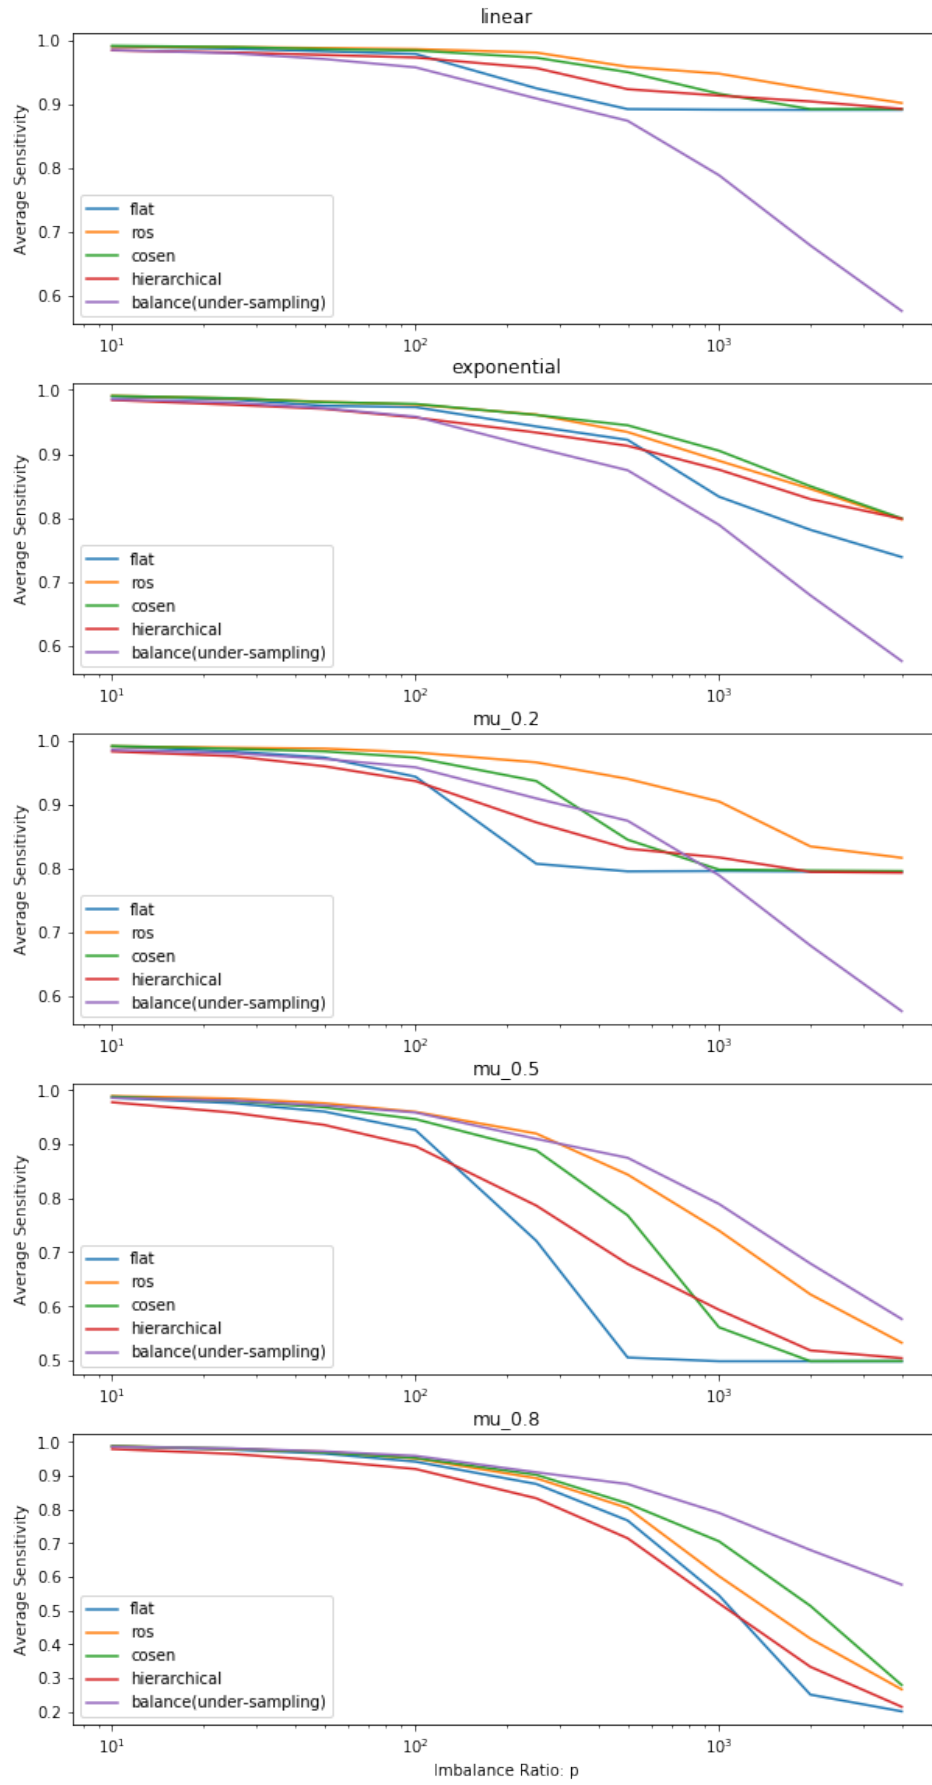 linear
Average Sensitivity
1.0
0.9
0.8
0.7
0.6
flat
ros
cosen
hierarchical
balance(under-sampling)
10¹ 10² 10³
exponential
Average Sensitivity
1.0
0.9
0.8
0.7
0.6
flat
ros
cosen
hierarchical
balance(under-sampling)
10¹ 10² 10³
mu_0.2
Average Sensitivity
1.0
0.9
0.8
0.7
0.6
flat
ros
cosen
hierarchical
balance(under-sampling)
10¹ 10² 10³
mu_0.5
Average Sensitivity
1.0
0.9
0.8
0.7
0.6
0.5
flat
ros
cosen
hierarchical
balance(under-sampling)
10¹ 10² 10³
mu_0.8
Average Sensitivity
1.0
0.9
0.8
0.7
0.6
0.5
0.4
0.3
0.2
flat
ros
cosen
hierarchical
balance(under-sampling)
10¹ 10² 10³
Imbalance Ratio: p